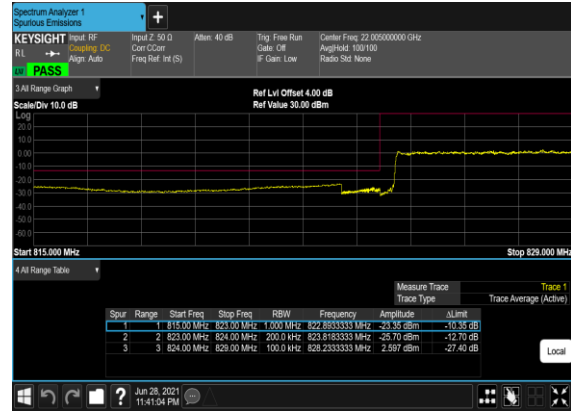 Spectrum Analyzer 1
Spurious Emissions
+
KEYSIGHT Input: RF Input Z: 50 Ω Atten: 40 dB Trig: Free Run Center Freq: 22.005000000 GHz
RL Coupling: DC Corr CCorr Gate: Off Avg|Hold: 100/100
Align: Auto Freq Ref: Int (S) IF Gain: Low Radio Std: None
PASS
3 All Range Graph
Ref Lvl Offset 4.00 dB
Scale/Div 10.0 dB Ref Value 30.00 dBm
Log
20.0
10.0
0.00
-10.0
-20.0
-30.0
-40.0
-50.0
-60.0
Start 815.000 MHz Stop 829.000 MHz
4 All Range Table
Measure Trace Trace 1
Trace Type Trace Average (Active)
Spur Range Start Freq Stop Freq RBW Frequency Amplitude ΔLimit
1 1 815.00 MHz 823.00 MHz 1.000 MHz 822.8933333 MHz -23.35 dBm -10.35 dB
2 2 823.00 MHz 824.00 MHz 200.0 kHz 823.8183333 MHz -25.70 dBm -12.70 dB
3 3 824.00 MHz 829.00 MHz 100.0 kHz 828.2333333 MHz 2.597 dBm -27.40 dB
Local
? Jun 28, 2021
11:41:04 PM